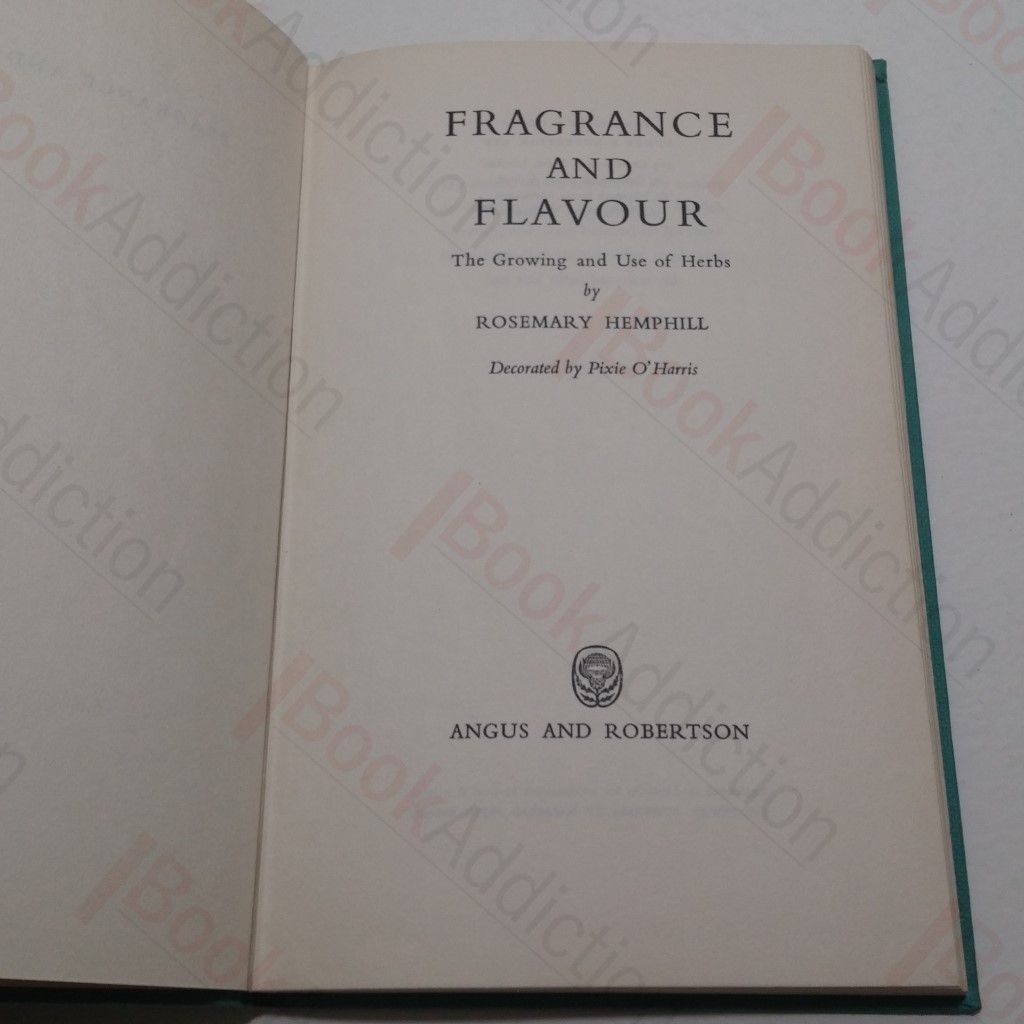 FRAGRANCE
AND
FLAVOUR
The Growing and Use of Herbs
by
ROSEMARY HEMPHILL
Decorated by Pixie O'Harris
ANGUS AND ROBERTSON
BookAddiction